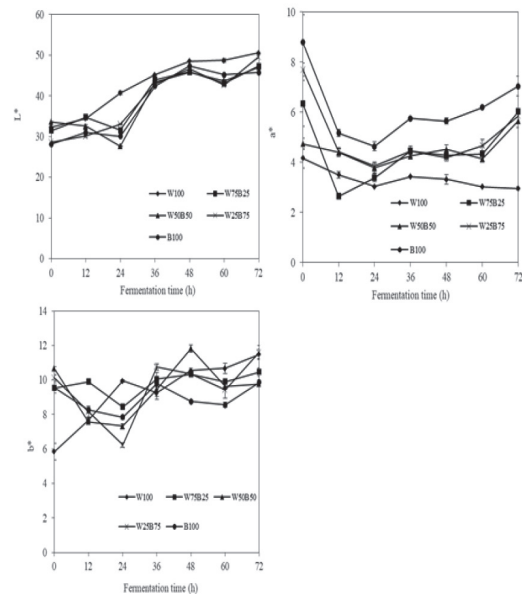 60
50
40
30
20
10
0
L*
W100 W75B25
W50B50 W25B75
B100
0 12 24 36 48 60 72
Fermentation time (h)
10
8
6
4
2
0
a*
W100 W75B25
W50B50 W25B75
B100
0 12 24 36 48 60 72
Fermentation time (h)
14
12
10
8
6
4
2
0
b*
W100 W75B25 W50B50
W25B75 B100
0 12 24 36 48 60 72
Fermentation time (h)